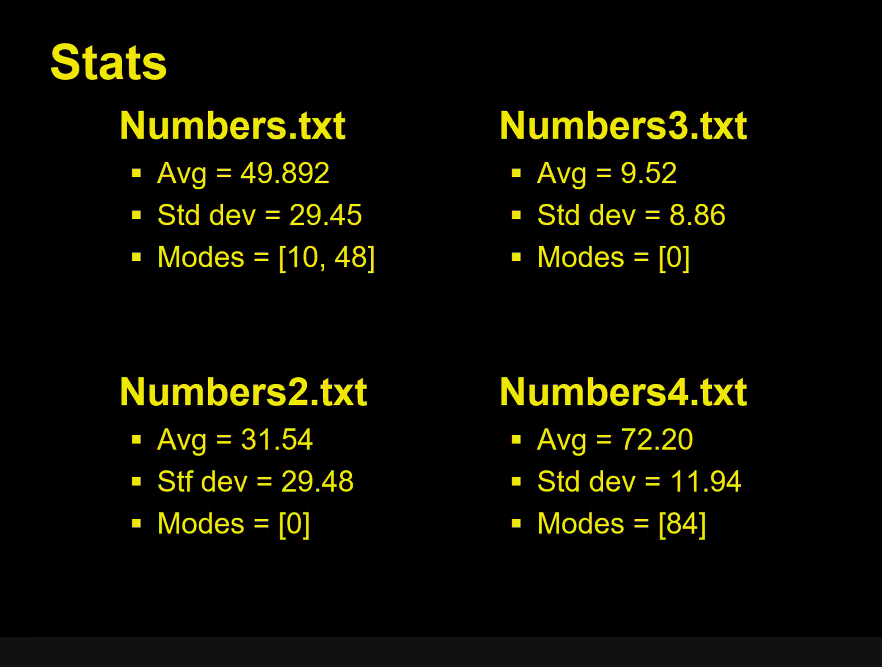 Stats
Numbers.txt
▪ Avg = 49.892
▪ Std dev = 29.45
▪ Modes = [10, 48]
Numbers2.txt
▪ Avg = 31.54
▪ Stf dev = 29.48
▪ Modes = [0]
Numbers3.txt
▪ Avg = 9.52
▪ Std dev = 8.86
▪ Modes = [0]
Numbers4.txt
▪ Avg = 72.20
▪ Std dev = 11.94
▪ Modes = [84]